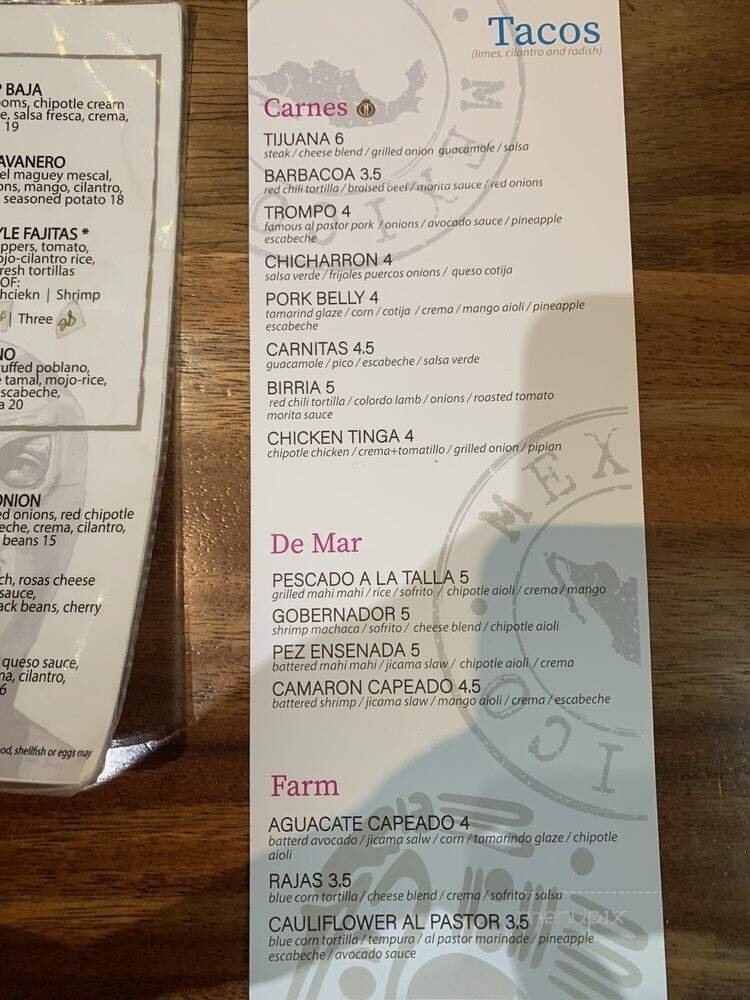 P BAJA
oms, chipotle cream
e, salsa fresca, crema,
19
AVANERO
el maguey mescal,
ons, mango, cilantro,
seasoned potato 18
YLE FAJITAS *
ppers, tomato,
ojo-cilantro rice,
resh tortillas
OF:
hciekn | Shrimp
| Three 28
NO
uffed poblano,
e tamal, mojo-rice,
scabeche,
a 20
ONION
ed onions, red chipotle
eche, crema, cilantro,
beans 15
ch, rosas cheese
sauce,
ack beans, cherry
queso sauce,
na, cilantro,
6
od, shellfish or eggs may
Tacos
(limes, cilantro and radish)
Carnes
TIJUANA 6
steak / cheese blend / grilled onion guacamole / salsa
BARBACOA 3.5
red chili tortilla / braised beef / morita sauce / red onions
TROMPO 4
famous al pastor pork / onions / avocado sauce / pineapple
escabeche
CHICHARRON 4
salsa verde / frijoles puercos onions / queso cotija
PORK BELLY 4
tamarind glaze / corn / cotija / crema / mango aioli / pineapple
escabeche
CARNITAS 4.5
guacamole / pico / escabeche / salsa verde
BIRRIA 5
red chili tortilla / colordo lamb / onions / roasted tomato
morita sauce
CHICKEN TINGA 4
chipotle chicken / crema+tomatillo / grilled onion / pipian
De Mar
PESCADO A LA TALLA 5
grilled mahi mahi / rice / sofrito / chipotle aioli / crema / mango
GOBERNADOR 5
shrimp machaca / sofrito / cheese blend / chipotle aioli
PEZ ENSENADA 5
battered mahi mahi / jicama slaw / chipotle aioli / crema
CAMARON CAPEADO 4.5
battered shrimp / jicama slaw / mango aioli / crema / escabeche
Farm
AGUACATE CAPEADO 4
batterd avocado / jicama salw / corn / tamarindo glaze / chipotle
aioli
RAJAS 3.5
blue corn tortilla / cheese blend / crema / sofrito / salsa
CAULIFLOWER AL PASTOR 3.5
blue corn tortilla / tempura / al pastor marinade / pineapple
escabeche / avocado sauce
MEXICO
MEXICO
menupix